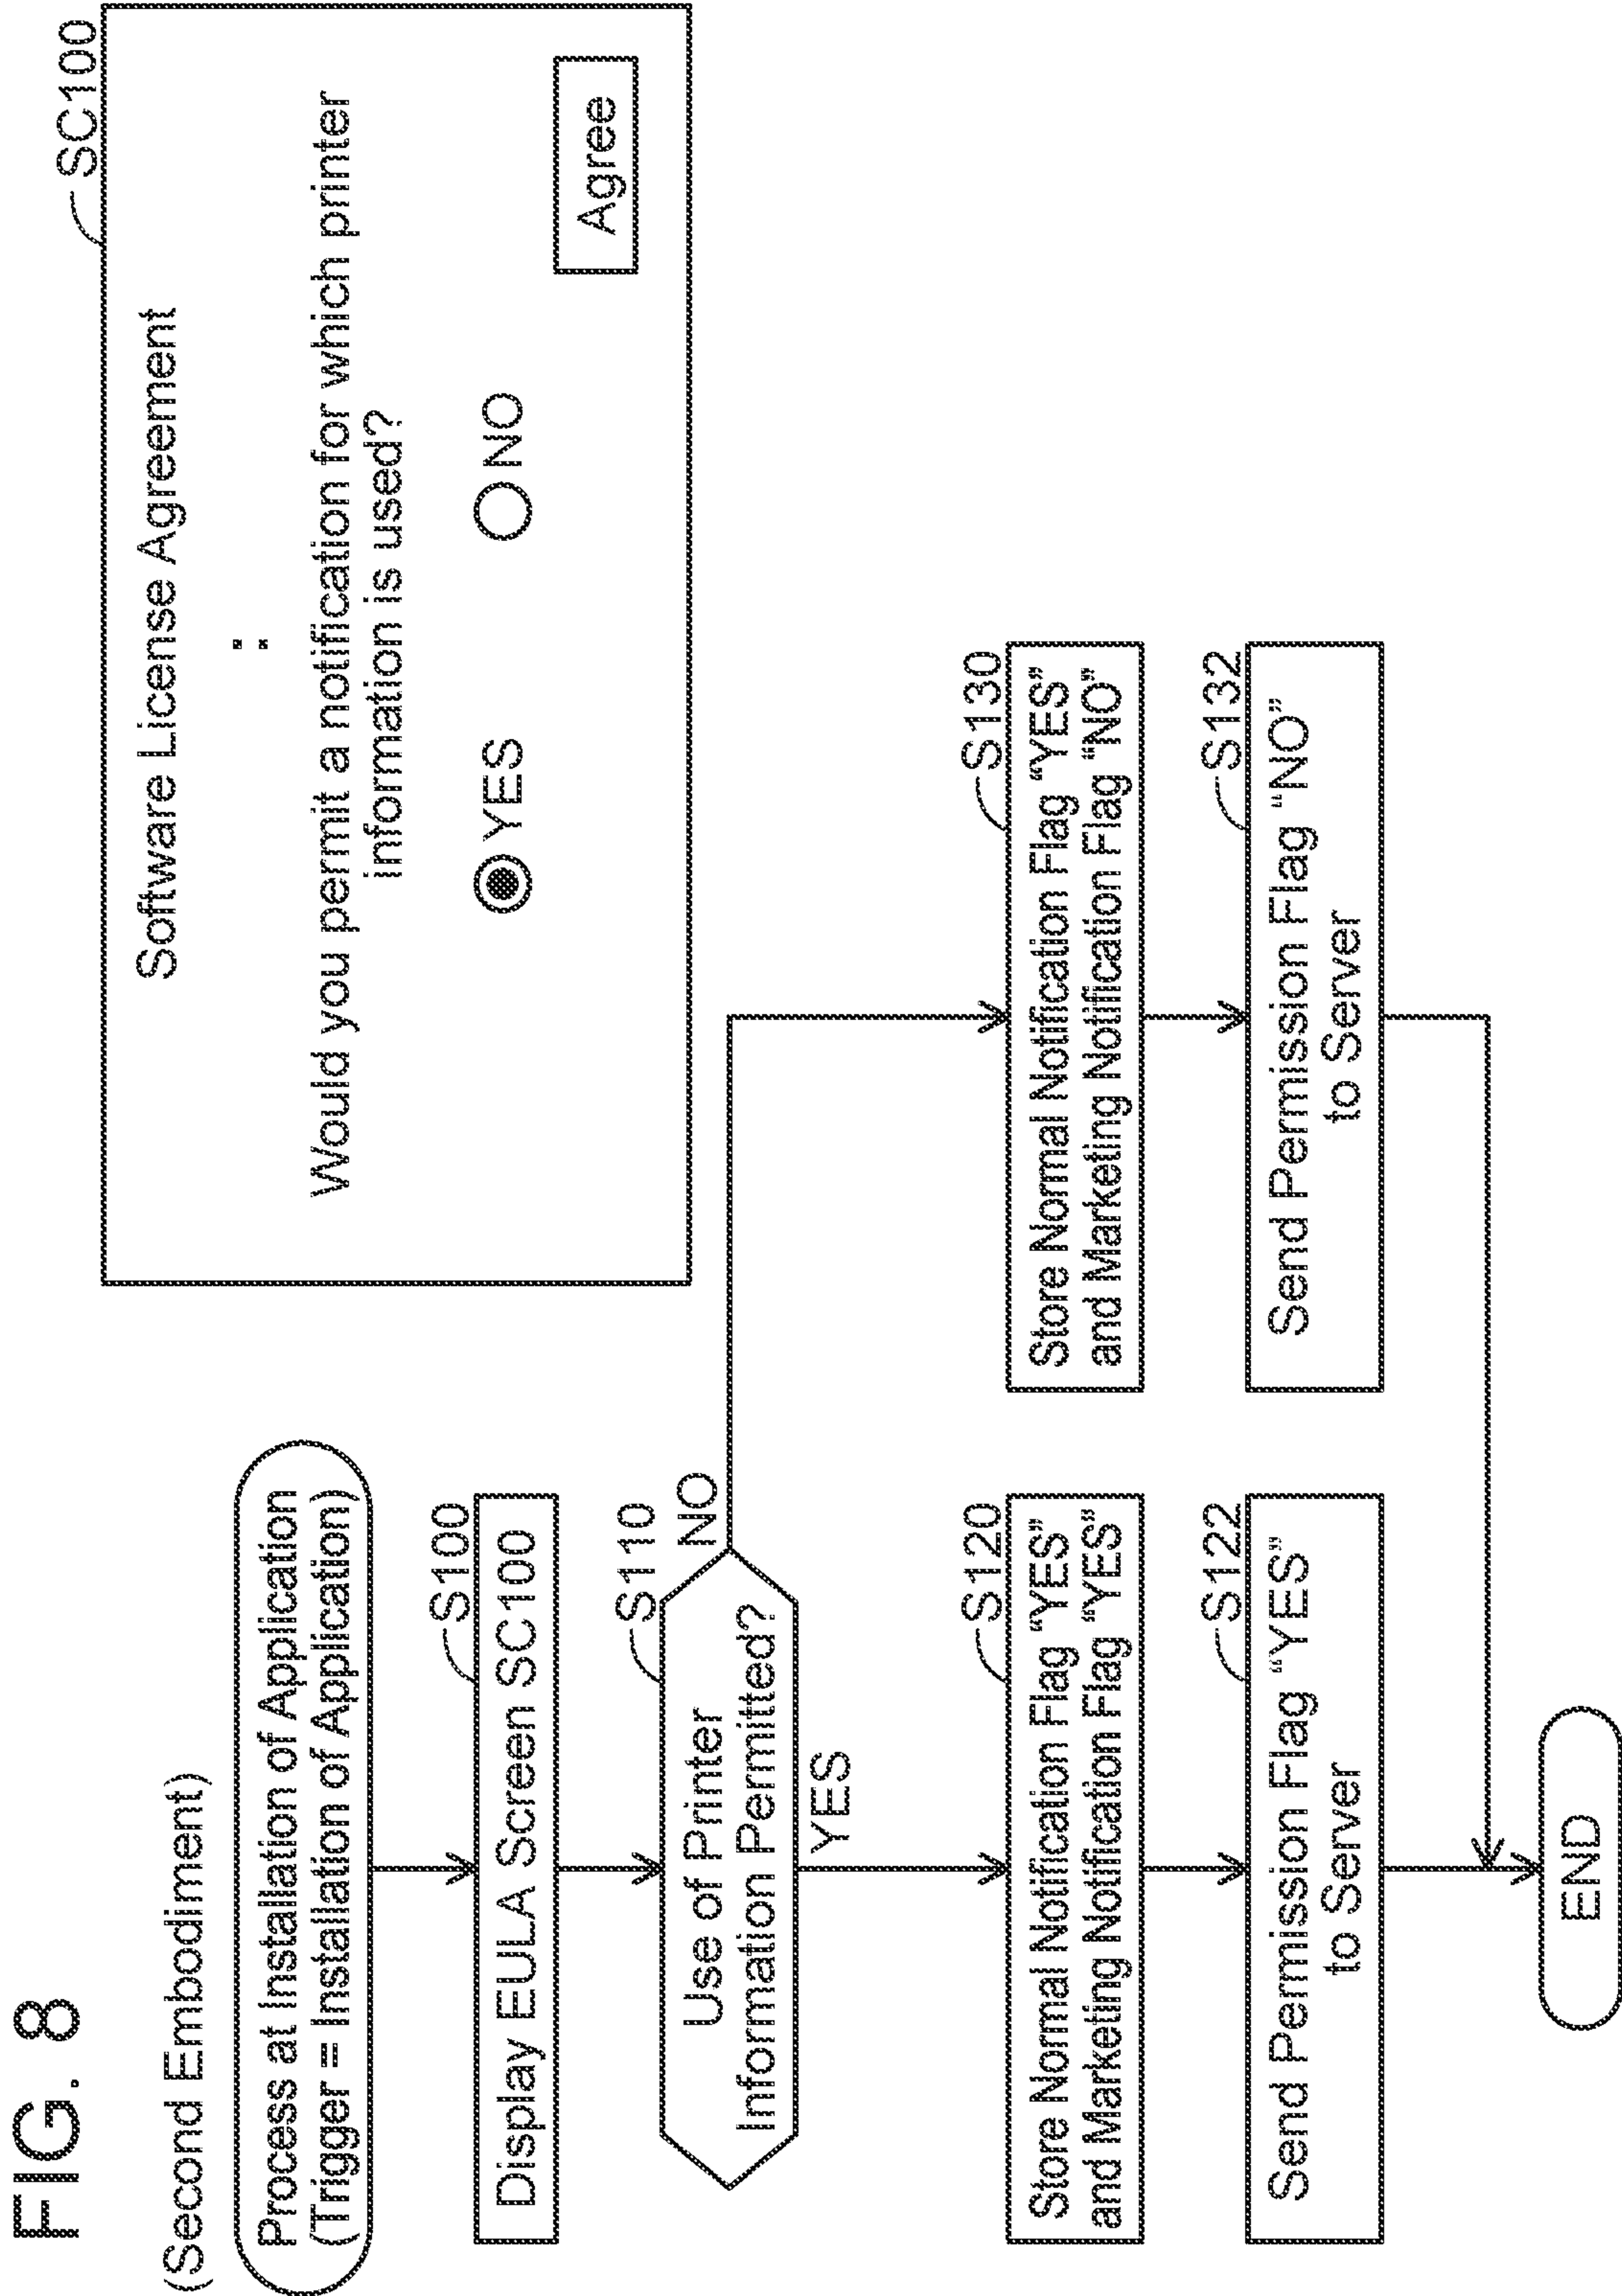 FIG. 8
(Second Embodiment)
Process at Installation of Application
(Trigger = Installation of Application)
S100
Display EULA Screen SC100
S110
Use of Printer
Information Permitted?
NO
YES
S120
Store Normal Notification Flag “YES”
and Marketing Notification Flag “YES”
S122
Send Permission Flag “YES”
to Server
S130
Store Normal Notification Flag “YES”
and Marketing Notification Flag “NO”
S132
Send Permission Flag “NO”
to Server
END
SC100
Software License Agreement
:
Would you permit a notification for which printer
information is used?
YES
NO
Agree